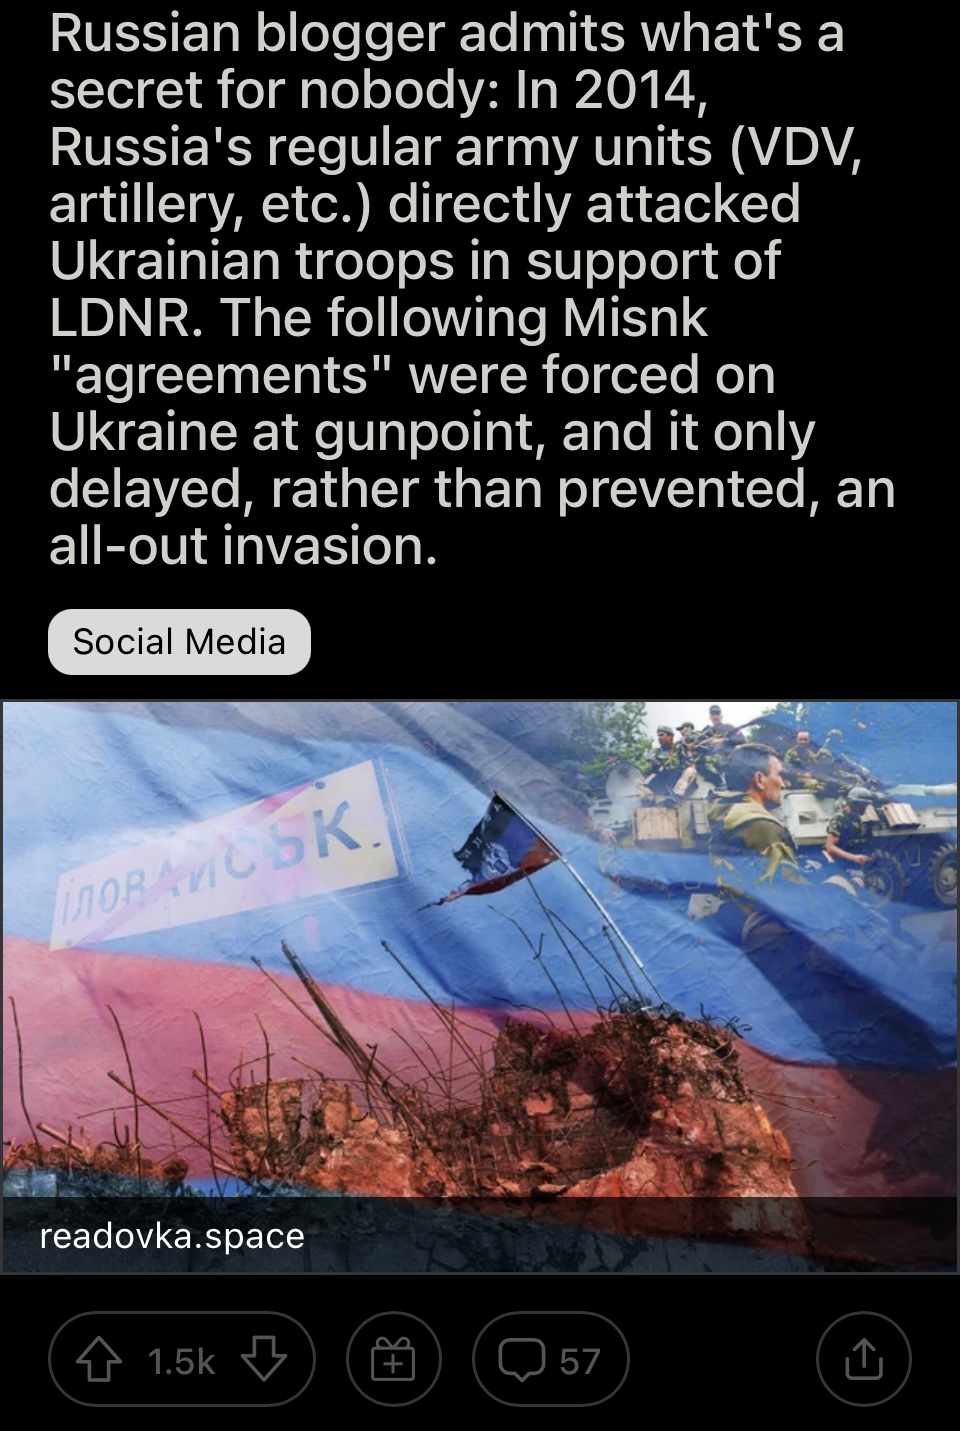 Russian blogger admits what's a
secret for nobody: In 2014,
Russia's regular army units (VDV,
artillery, etc.) directly attacked
Ukrainian troops in support of
LDNR. The following Misnk
"agreements" were forced on
Ukraine at gunpoint, and it only
delayed, rather than prevented, an
all-out invasion.
Social Media
ІЛОВАЙСЬК.
readovka.space
1.5k
57